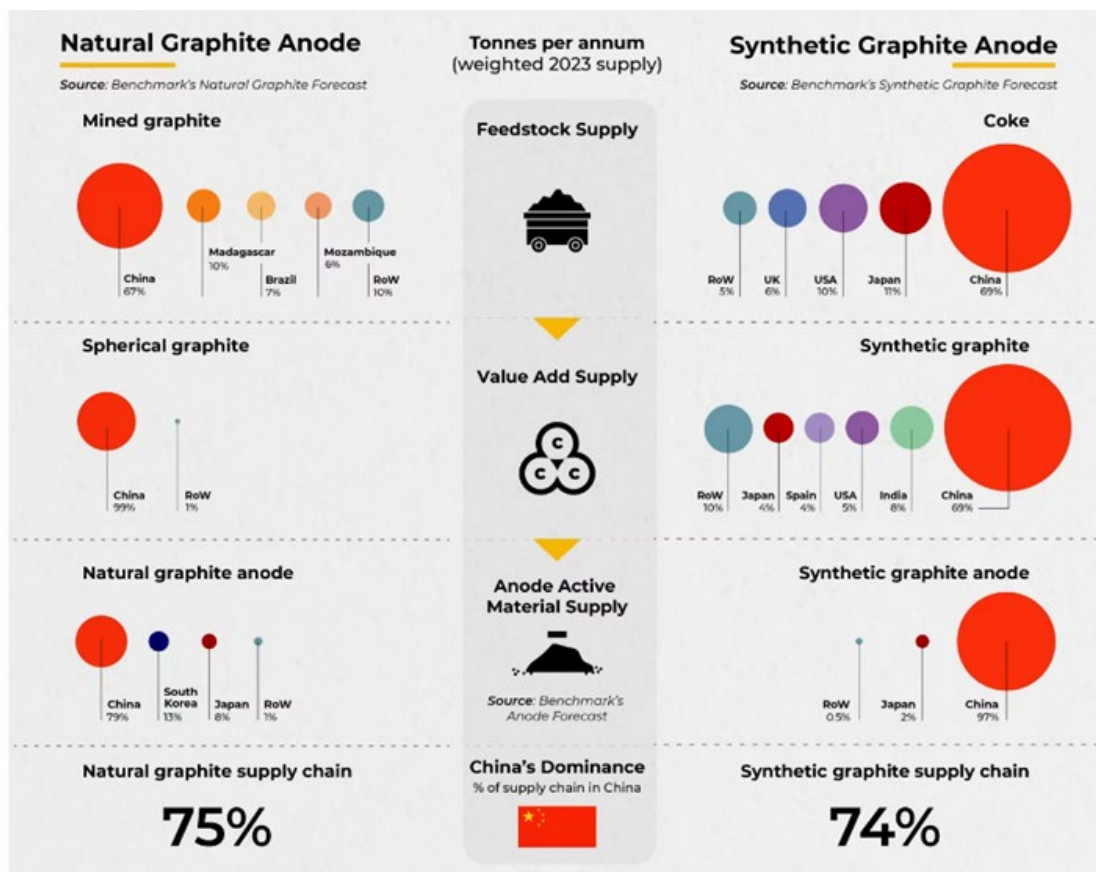 Natural Graphite Anode
Source: Benchmark's Natural Graphite Forecast
Tonnes per annum
(weighted 2023 supply)
Synthetic Graphite Anode
Source: Benchmark's Synthetic Graphite Forecast
Mined graphite
China
67%
Madagascar
10%
Brazil
7%
Mozambique
6%
RoW
10%
Feedstock Supply
Coke
RoW
5%
UK
6%
USA
10%
Japan
11%
China
69%
Spherical graphite
China
99%
RoW
1%
Value Add Supply
C
C
C
Synthetic graphite
RoW
10%
Japan
4%
Spain
4%
USA
5%
India
8%
China
69%
Natural graphite anode
China
79%
South
Korea
13%
Japan
8%
RoW
1%
Anode Active
Material Supply
Source: Benchmark's
Anode Forecast
Synthetic graphite anode
RoW
0.5%
Japan
2%
China
97%
Natural graphite supply chain
75%
China's Dominance
% of supply chain in China
Synthetic graphite supply chain
74%